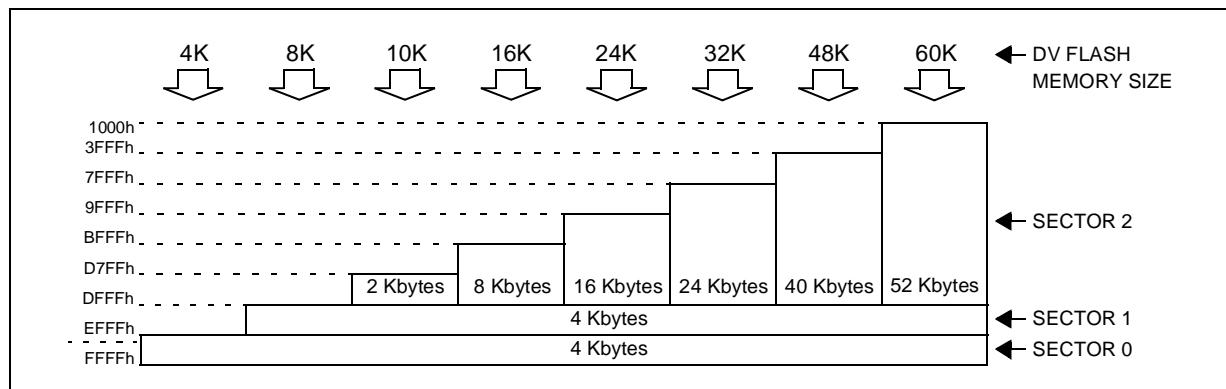 4K 8K 10K 16K 24K 32K 48K 60K DV FLASH
MEMORY SIZE
1000h
3FFFh
7FFFh
9FFFh
SECTOR 2
BFFFh
D7FFh
2 Kbytes 8 Kbytes 16 Kbytes 24 Kbytes 40 Kbytes 52 Kbytes
DFFFh
4 Kbytes SECTOR 1
EFFFh
4 Kbytes SECTOR 0
FFFFh